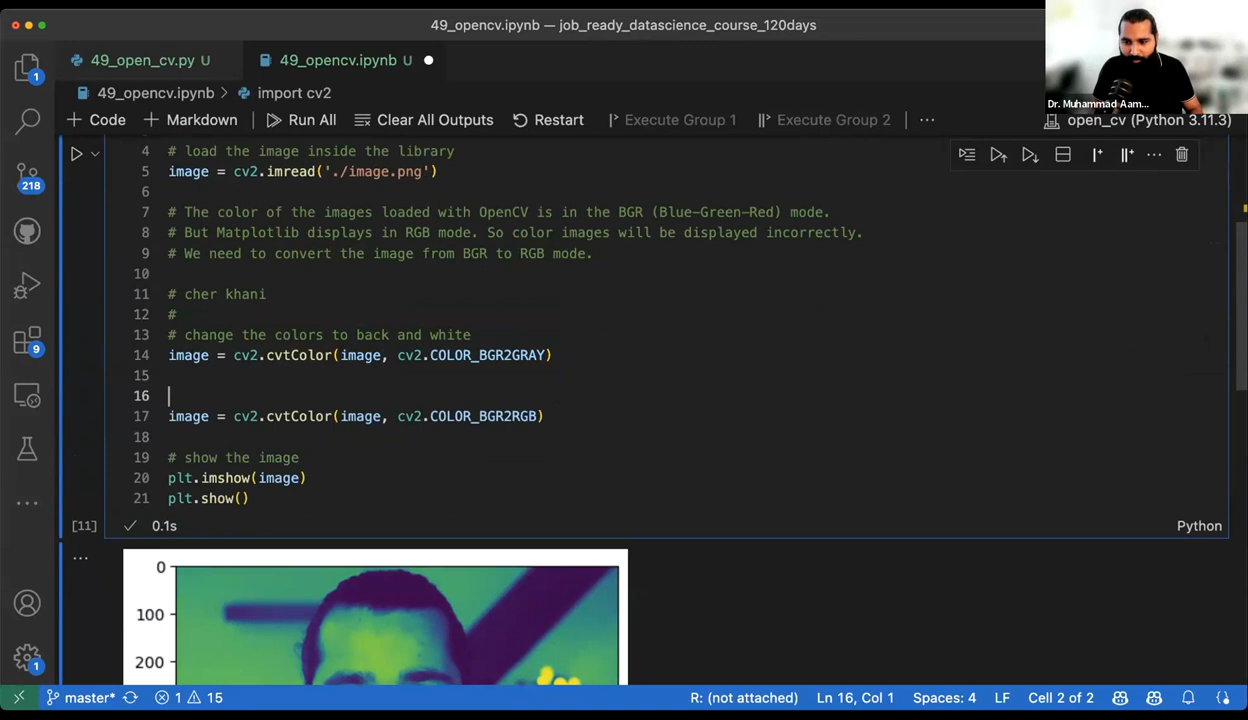 49_opencv.ipynb — job_ready_datascience_course_120days
49_open_cv.py U
49_opencv.ipynb U
49_opencv.ipynb > import cv2
Code Markdown Run All Clear All Outputs Restart Execute Group 1 Execute Group 2 ...
open_cv (Python 3.11.3)
Dr. Muhammad Aam...
1
218
9
1
4 # load the image inside the library
5 image = cv2.imread('./image.png')
6
7 # The color of the images loaded with OpenCV is in the BGR (Blue-Green-Red) mode.
8 # But Matplotlib displays in RGB mode. So color images will be displayed incorrectly.
9 # We need to convert the image from BGR to RGB mode.
10
11 # cher khani
12 #
13 # change the colors to back and white
14 image = cv2.cvtColor(image, cv2.COLOR_BGR2GRAY)
15
16
17 image = cv2.cvtColor(image, cv2.COLOR_BGR2RGB)
18
19 # show the image
20 plt.imshow(image)
21 plt.show()
[11] 0.1s Python
0
100
200
master* 1 15 R: (not attached) Ln 16, Col 1 Spaces: 4 LF Cell 2 of 2